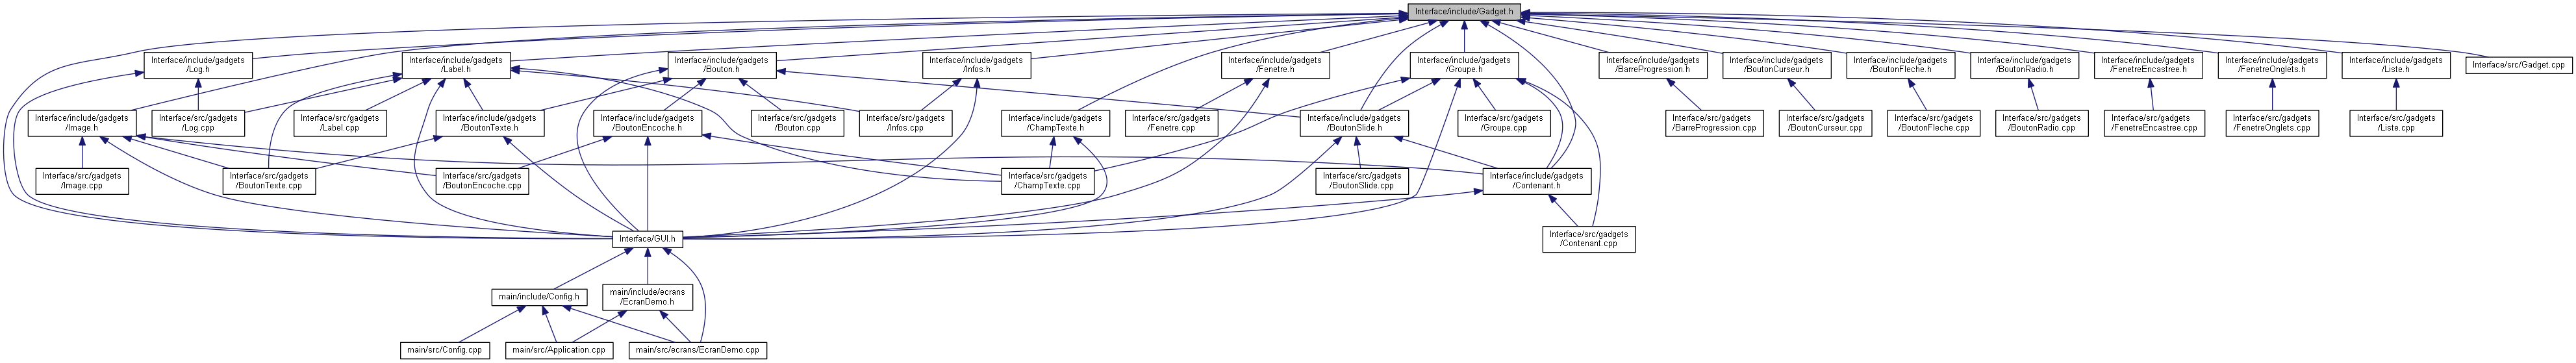 Interface/include/Gadget.h
Interface/include/gadgets
/Log.h
Interface/include/gadgets
/Label.h
Interface/include/gadgets
/Bouton.h
Interface/include/gadgets
/Infos.h
Interface/include/gadgets
/Fenetre.h
Interface/include/gadgets
/Groupe.h
Interface/include/gadgets
/BarreProgression.h
Interface/include/gadgets
/BoutonCurseur.h
Interface/include/gadgets
/BoutonFleche.h
Interface/include/gadgets
/BoutonRadio.h
Interface/include/gadgets
/FenetreEncastree.h
Interface/include/gadgets
/FenetreOnglets.h
Interface/include/gadgets
/Liste.h
Interface/src/Gadget.cpp
Interface/include/gadgets
/Image.h
Interface/src/gadgets
/Log.cpp
Interface/src/gadgets
/Label.cpp
Interface/include/gadgets
/BoutonTexte.h
Interface/include/gadgets
/BoutonEncoche.h
Interface/src/gadgets
/Bouton.cpp
Interface/src/gadgets
/Infos.cpp
Interface/include/gadgets
/ChampTexte.h
Interface/src/gadgets
/Fenetre.cpp
Interface/include/gadgets
/BoutonSlide.h
Interface/src/gadgets
/Groupe.cpp
Interface/src/gadgets
/BarreProgression.cpp
Interface/src/gadgets
/BoutonCurseur.cpp
Interface/src/gadgets
/BoutonFleche.cpp
Interface/src/gadgets
/BoutonRadio.cpp
Interface/src/gadgets
/FenetreEncastree.cpp
Interface/src/gadgets
/FenetreOnglets.cpp
Interface/src/gadgets
/Liste.cpp
Interface/src/gadgets
/Image.cpp
Interface/src/gadgets
/BoutonTexte.cpp
Interface/src/gadgets
/BoutonEncoche.cpp
Interface/src/gadgets
/ChampTexte.cpp
Interface/src/gadgets
/BoutonSlide.cpp
Interface/include/gadgets
/Contenant.h
Interface/GUI.h
Interface/src/gadgets
/Contenant.cpp
main/include/Config.h
main/include/ecrans
/EcranDemo.h
main/src/Config.cpp
main/src/Application.cpp
main/src/ecrans/EcranDemo.cpp